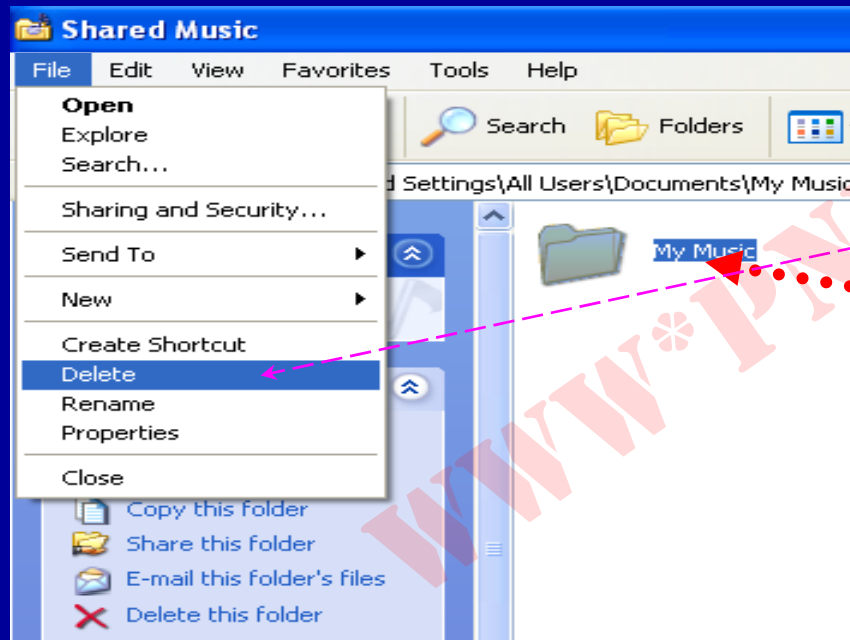 Shared Music
File Edit View Favorites Tools Help
Search Folders
Settings\All Users\Documents\My Music
Open
Explore
Search...
Sharing and Security...
Send To
New
Create Shortcut
Delete
Rename
Properties
Close
My Music
Copy this folder
Share this folder
E-mail this folder's files
Delete this folder
WWW*PN